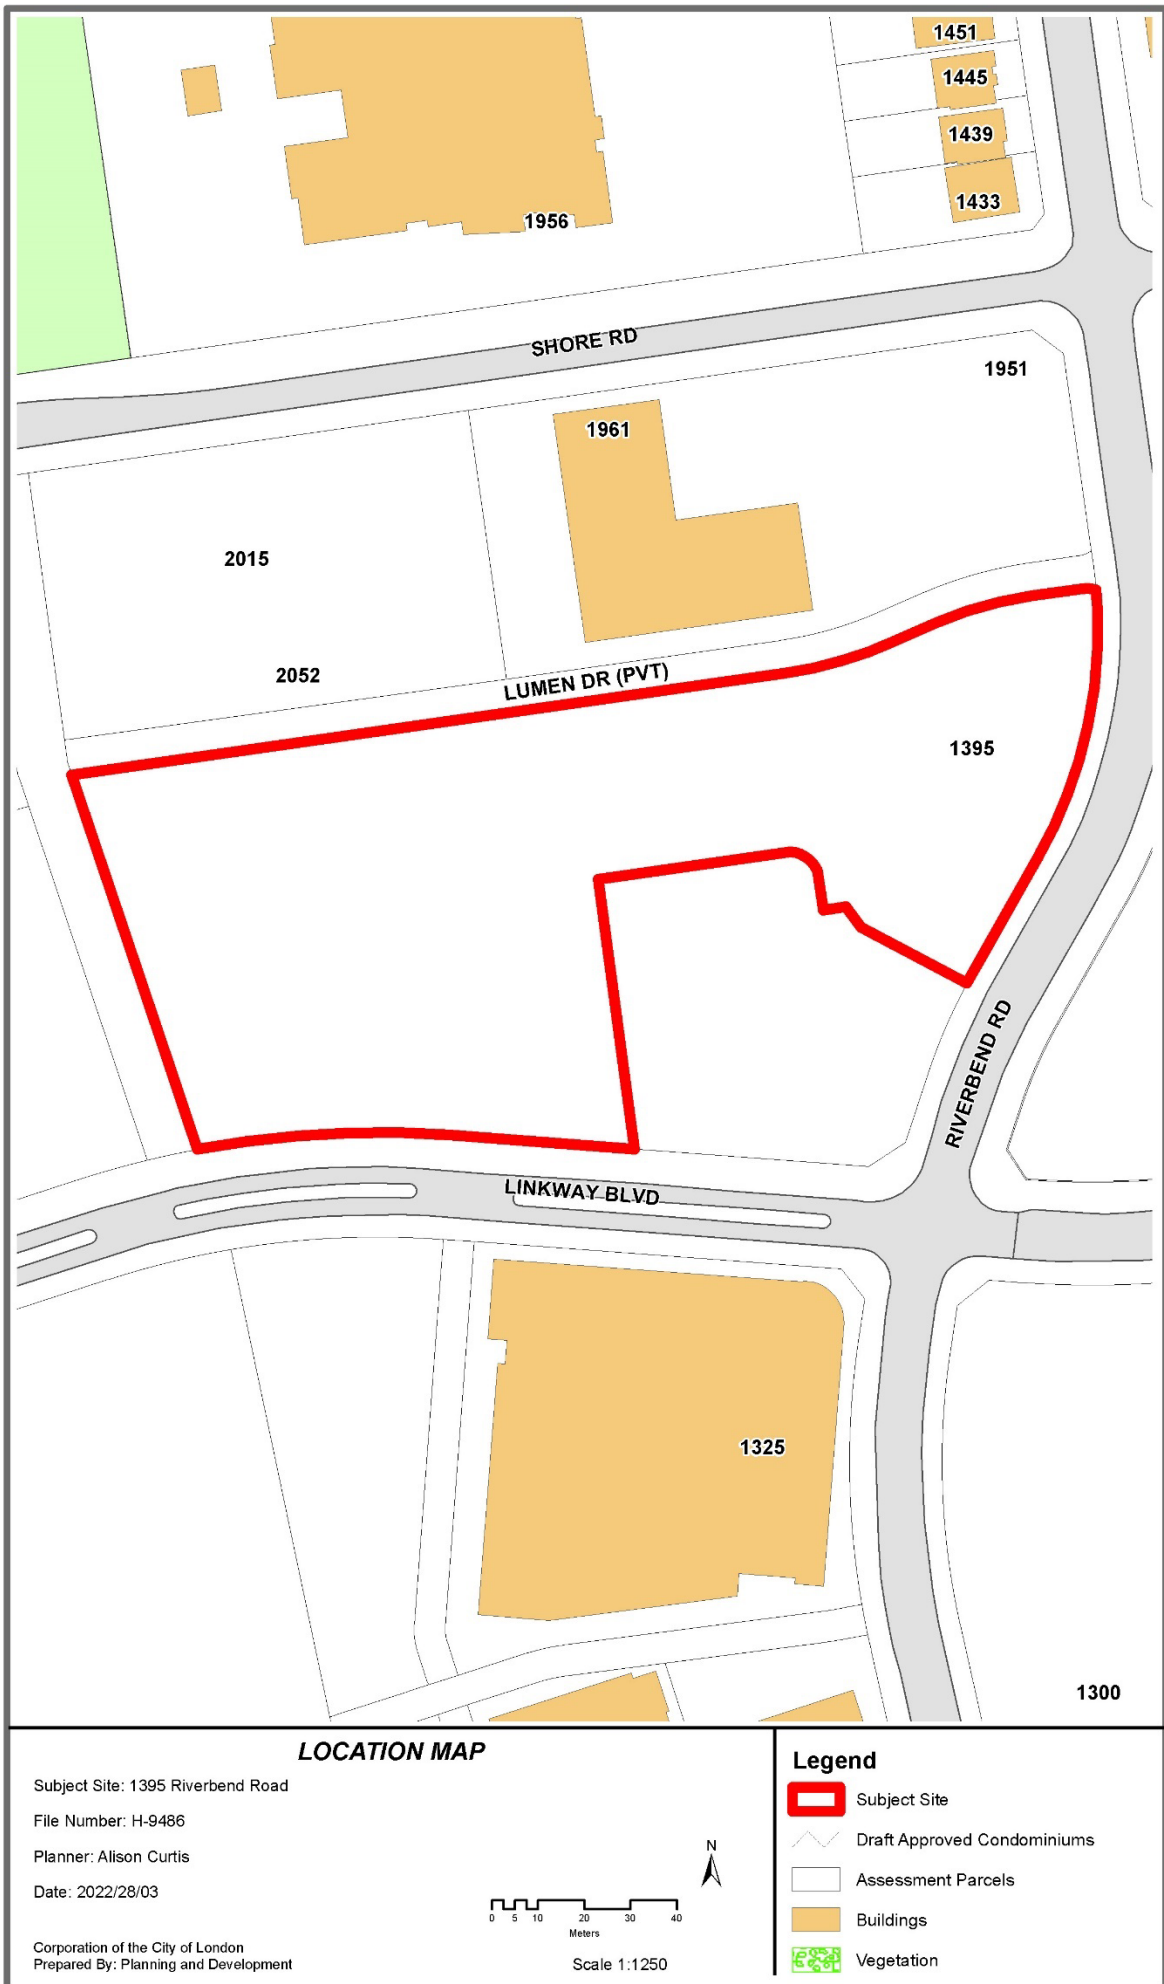 1451
1445
1439
1433
1956
SHORE RD
1951
1961
2015
2052
LUMEN DR (PVT)
1395
RIVERBEND RD
LINKWAY BLVD
1325
1300
LOCATION MAP
Subject Site: 1395 Riverbend Road
File Number: H-9486
Planner: Alison Curtis
Date: 2022/28/03
Corporation of the City of London
Prepared By: Planning and Development
N
0 5 10 20 30 40
Meters
Scale 1:1250
Legend
Subject Site
Draft Approved Condominiums
Assessment Parcels
Buildings
Vegetation